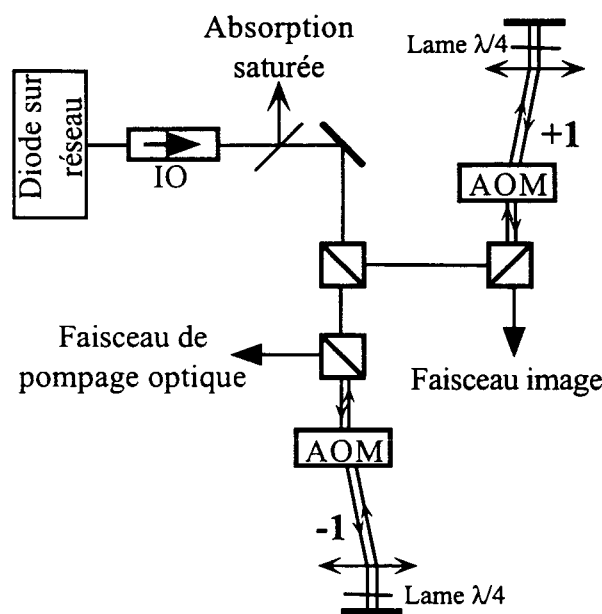 Absorption
saturée
Lame λ/4
Diode sur
réseau
IO
+1
AOM
AOM
-1
Faisceau de
pompage optique
Faisceau image
Lame λ/4